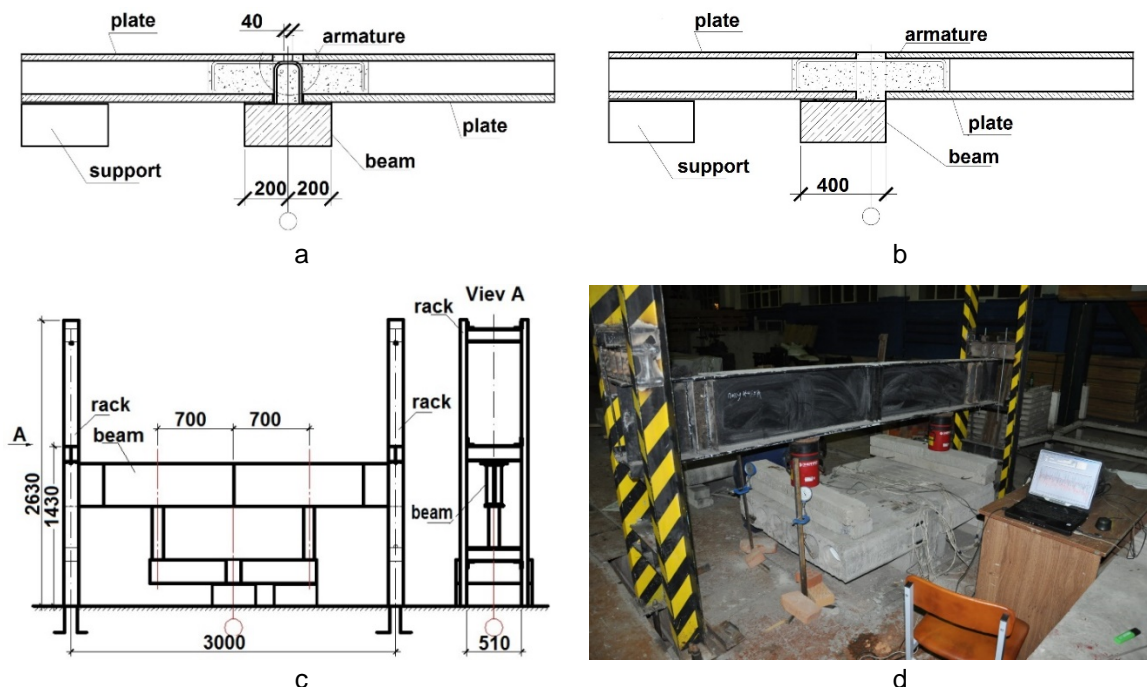 40
plate
armature
plate
support
beam
200 200
a
plate
armature
plate
support
beam
400
b
Viev A
rack
rack
rack
beam
700 700
A
2630
1430
beam
3000
510
c
d